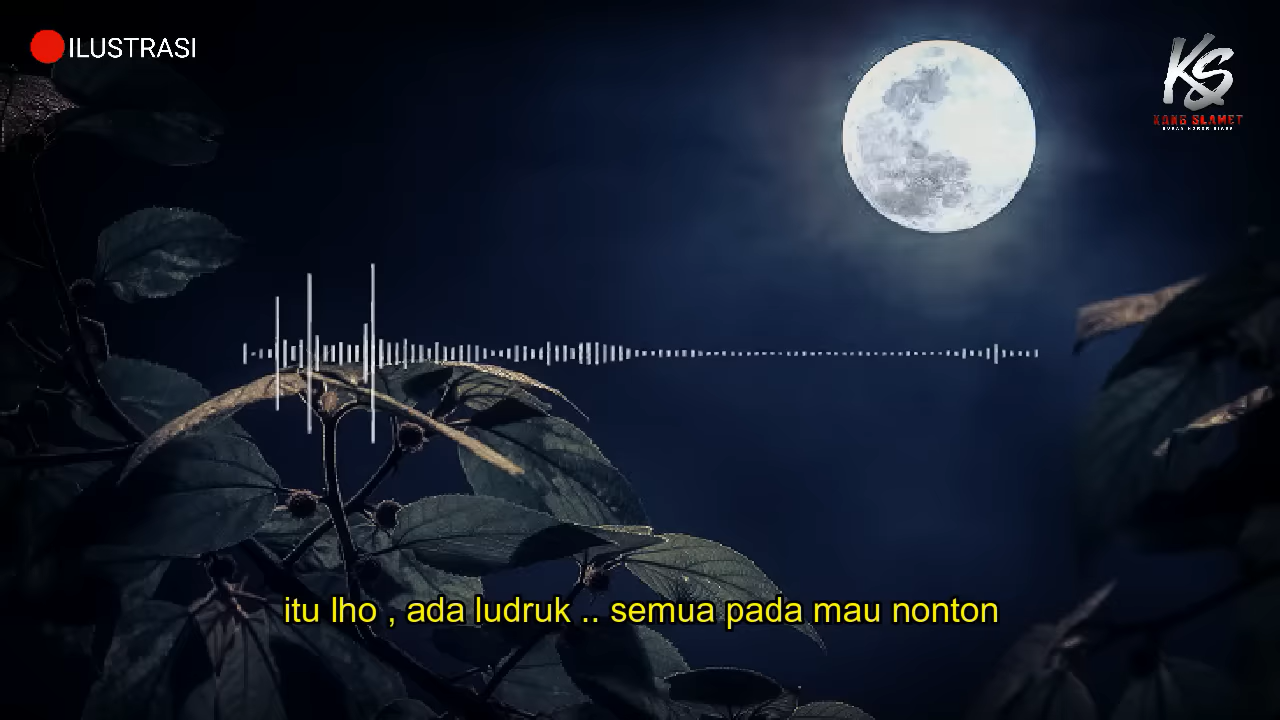 ILUSTRASI
KS
KANG SLAMET
itu lho , ada ludruk .. semua pada mau nonton